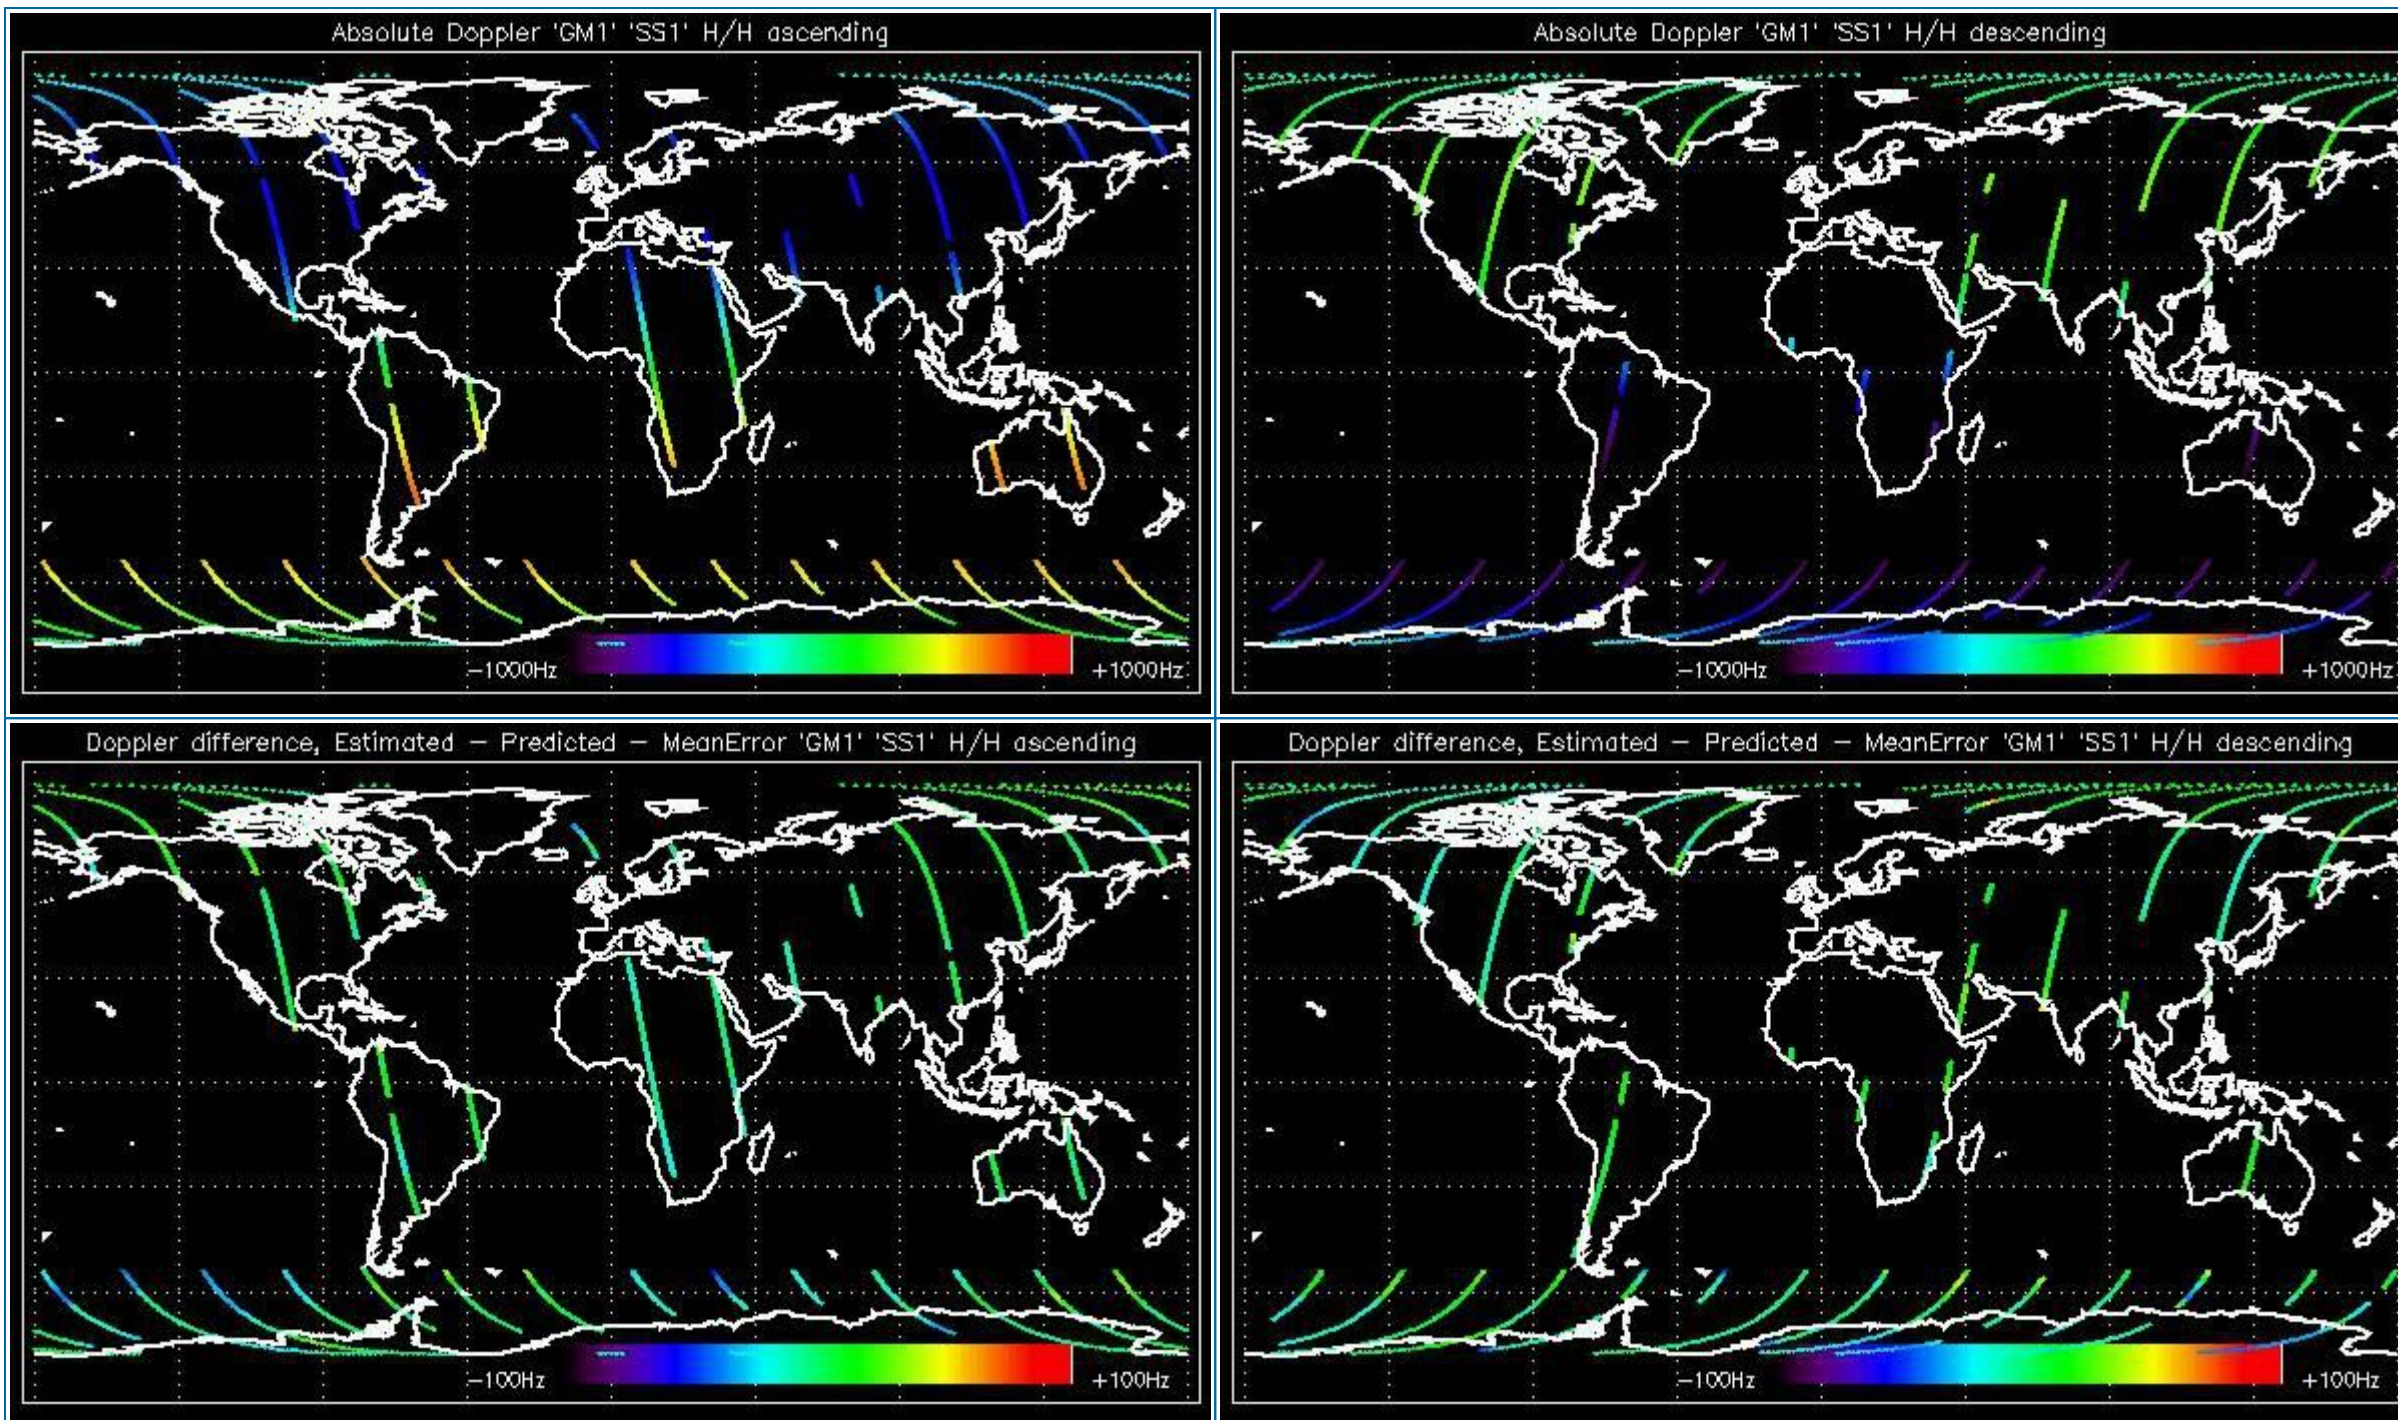 Absolute Doppler 'GM1' 'SS1' H/H ascending
−1000Hz
+1000Hz
Absolute Doppler 'GM1' 'SS1' H/H descending
−1000Hz
+1000Hz
Doppler difference, Estimated − Predicted − MeanError 'GM1' 'SS1' H/H ascending
−100Hz
+100Hz
Doppler difference, Estimated − Predicted − MeanError 'GM1' 'SS1' H/H descending
−100Hz
+100Hz